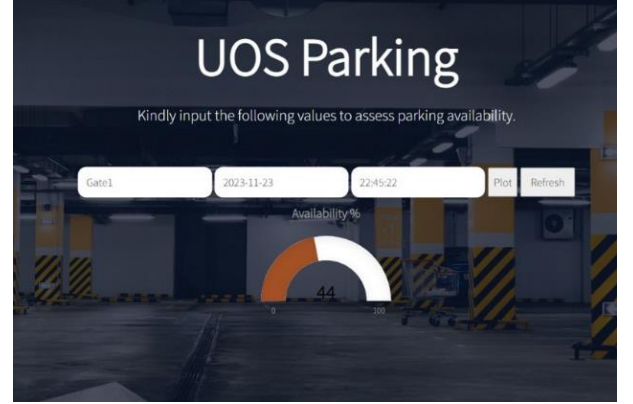 UOS Parking
Kindly input the following values to assess parking availability.
Gate1 2023-11-23 22:45:22 Plot Refresh
Availability %
44
0 100